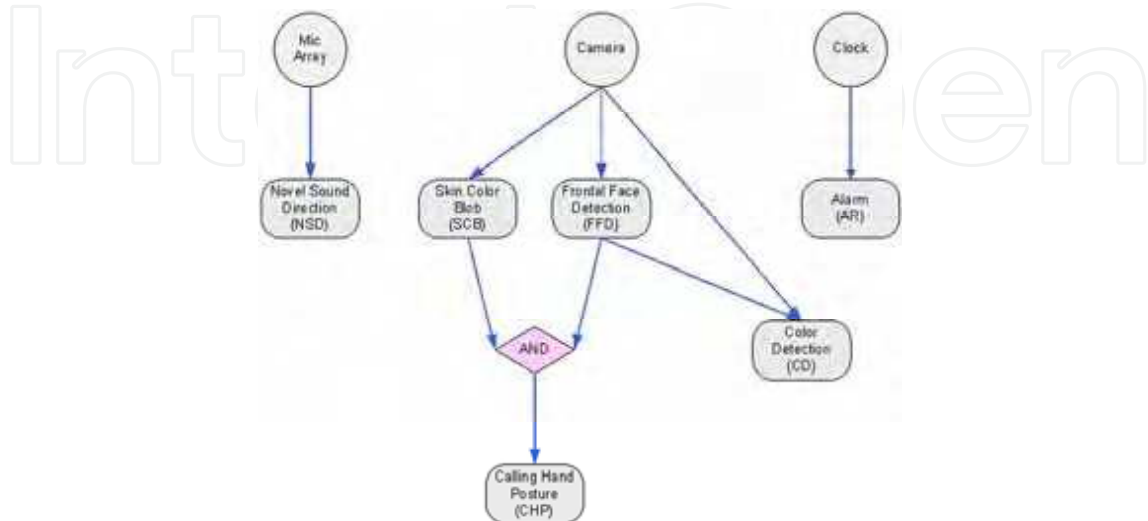 Mic
Array
Camera
Clock
Novel Sound
Direction
(NSD)
Skin Color
Blob
(SCB)
Frontal Face
Detection
(FFD)
Alarm
(AR)
AND
Color
Detection
(CD)
Calling Hand
Posture
(CHP)